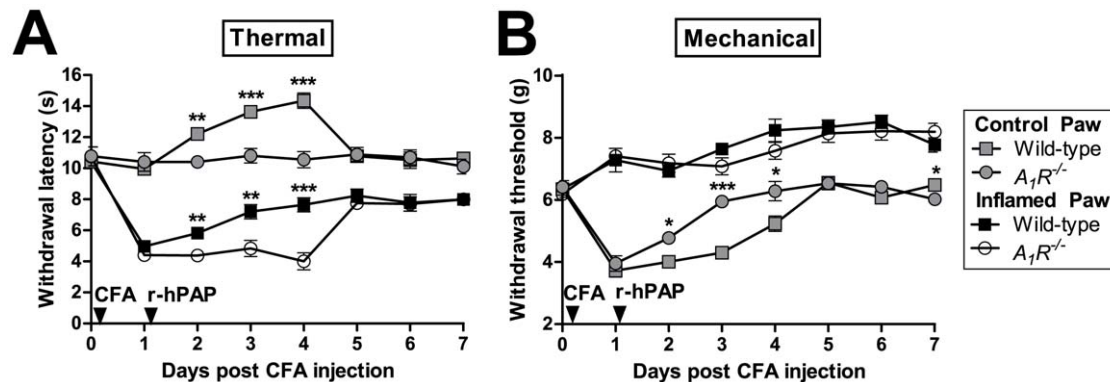 A
Thermal
Withdrawal latency (s)
16
14
12
10
8
6
4
2
0
**
***
***
**
**
***
CFA
r-hPAP
0 1 2 3 4 5 6 7
Days post CFA injection
B
Mechanical
Withdrawal threshold (g)
10
8
6
4
2
*
***
*
*
CFA
r-hPAP
0 1 2 3 4 5 6 7
Days post CFA injection
Control Paw
Wild-type
A₁R⁻/⁻
Inflamed Paw
Wild-type
A₁R⁻/⁻